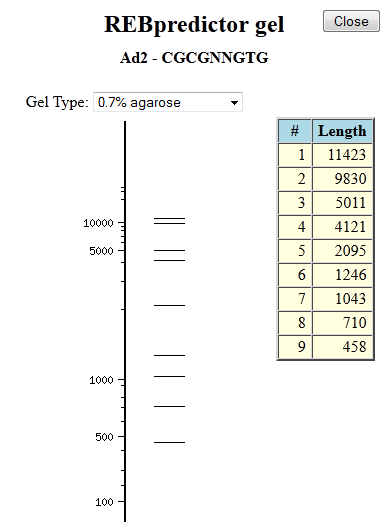 REBpredictor gel
Close
Ad2 - CGCGNNGTG
Gel Type: 0.7% agarose
# Length
1 11423
2 9830
3 5011
4 4121
5 2095
6 1246
7 1043
8 710
9 458
10000
5000
1000
500
100